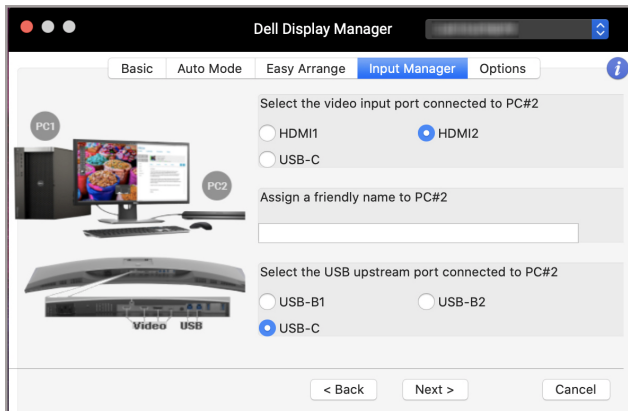 Dell Display Manager
Basic
Auto Mode
Easy Arrange
Input Manager
Options
i
PC1
PC2
Select the video input port connected to PC#2
HDMI1
HDMI2
USB-C
Assign a friendly name to PC#2
Select the USB upstream port connected to PC#2
USB-B1
USB-B2
USB-C
Video
USB
< Back
Next >
Cancel